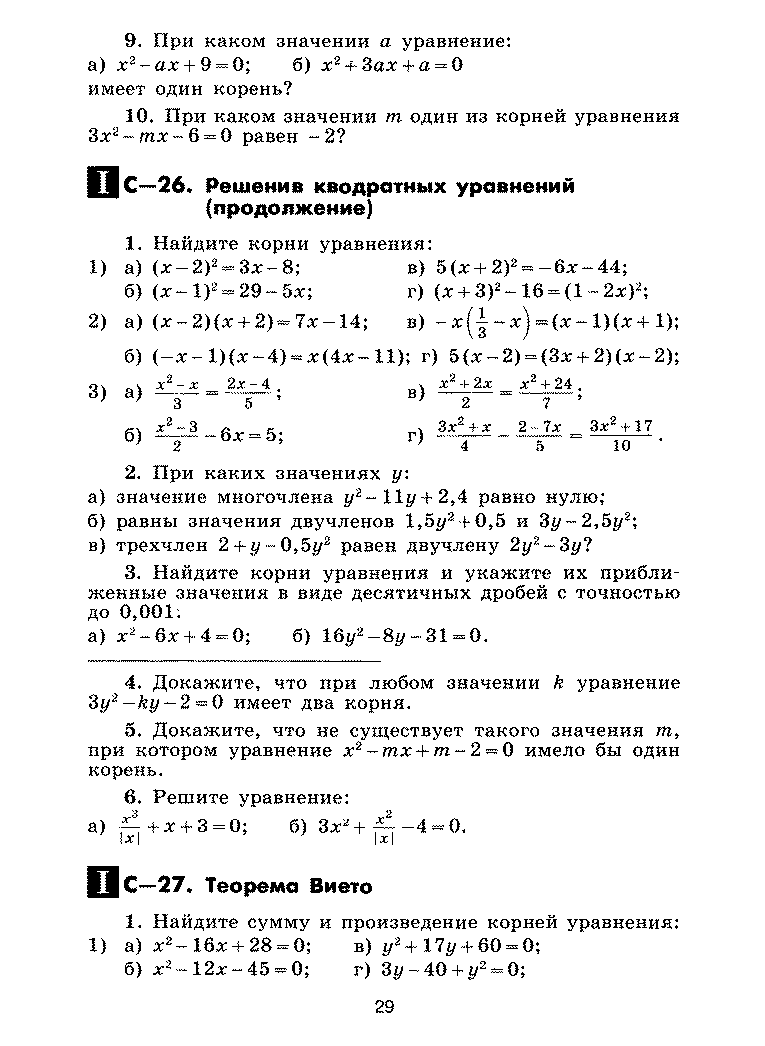 9. При каком значении a уравнение:
а) x² - ax + 9 = 0; б) x² + 3ax + a = 0
имеет один корень?
10. При каком значении m один из корней уравнения
3x² - mx - 6 = 0 равен -2?
I С—26. Решенив кводратных уровнений
(продолжение)
1. Найдите корни уравнения:
1) а) (x - 2)² = 3x - 8; в) 5(x + 2)² = -6x - 44;
б) (x - 1)² = 29 - 5x; г) (x + 3)² - 16 = (1 - 2x)²;
2) а) (x - 2)(x + 2) = 7x - 14; в) -x(1/3 - x) = (x - 1)(x + 1);
б) (-x - 1)(x - 4) = x(4x - 11); г) 5(x - 2) = (3x + 2)(x - 2);
3) а) (x² - x)/3 = (2x - 4)/5; в) (x² + 2x)/2 = (x² + 24)/7;
б) (x² - 3)/2 - 6x = 5; г) (3x² + x)/4 - (2 - 7x)/5 = (3x² + 17)/10.
2. При каких значениях y:
а) значение многочлена y² - 11y + 2,4 равно нулю;
б) равны значения двучленов 1,5y² + 0,5 и 3y - 2,5y²;
в) трехчлен 2 + y - 0,5y² равен двучлену 2y² - 3y?
3. Найдите корни уравнения и укажите их прибли-
женные значения в виде десятичных дробей с точностью
до 0,001:
а) x² - 6x + 4 = 0; б) 16y² - 8y - 31 = 0.
4. Докажите, что при любом значении k уравнение
3y² - ky - 2 = 0 имеет два корня.
5. Докажите, что не существует такого значения m,
при котором уравнение x² - mx + m - 2 = 0 имело бы один
корень.
6. Решите уравнение:
а) x³/|x| + x + 3 = 0; б) 3x² + x²/|x| - 4 = 0.
I С—27. Теорема Виета
1. Найдите сумму и произведение корней уравнения:
1) а) x² - 16x + 28 = 0; в) y² + 17y + 60 = 0;
б) x² - 12x - 45 = 0; г) 3y - 40 + y² = 0;
29